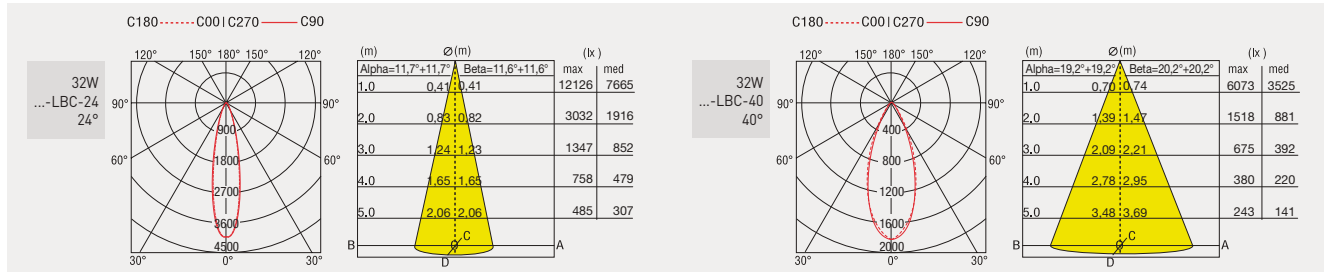 C180 ------- C00 | C270 —— C90
32W
...-LBC-24
24°
120° 150° 180° 150° 120°
90° 90°
60° 60°
900
1800
2700
3600
4500
30° 0° 30°
(m) Ø(m) (lx )
Alpha=11,7°+11,7° Beta=11,6°+11,6° max med
1.0 0,41 0,41 12126 7665
2.0 0,83 0,82 3032 1916
3.0 1,24 1,23 1347 852
4.0 1,65 1,65 758 479
5.0 2,06 2,06 485 307
C
B A
D
C180 ------- C00 | C270 —— C90
32W
...-LBC-40
40°
120° 150° 180° 150° 120°
90° 90°
60° 60°
400
800
1200
1600
2000
30° 0° 30°
(m) Ø(m) (lx )
Alpha=19,2°+19,2° Beta=20,2°+20,2° max med
1.0 0,70 0,74 6073 3525
2.0 1,39 1,47 1518 881
3.0 2,09 2,21 675 392
4.0 2,78 2,95 380 220
5.0 3,48 3,69 243 141
C
B A
D